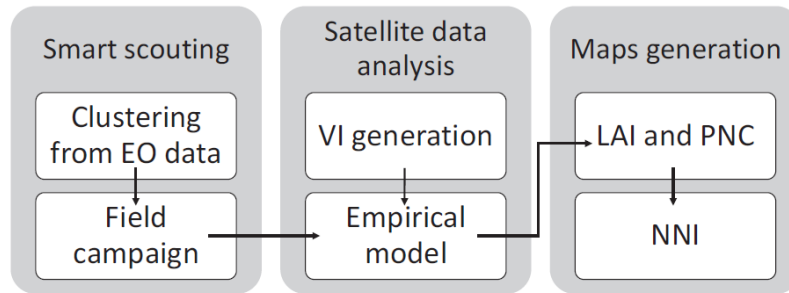 Smart scouting
Clustering
from EO data
Field
campaign
Satellite data
analysis
VI generation
Empirical
model
Maps generation
LAI and PNC
NNI